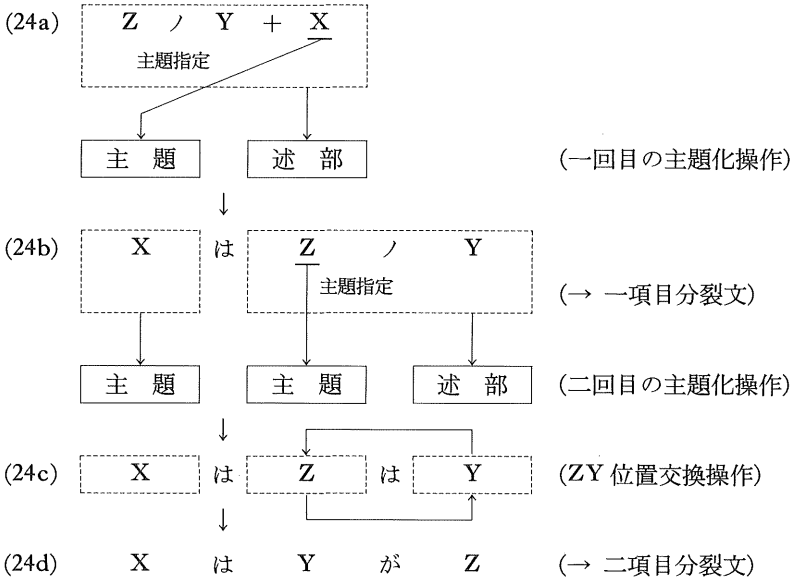 (24a) Z ノ Y + X
主題指定
主題 述部 (一回目の主題化操作)
↓
(24b) X は Z ノ Y
主題指定 (→ 一項目分裂文)
主題 主題 述部 (二回目の主題化操作)
↓
(24c) X は Z は Y (ZY 位置交換操作)
↓
(24d) X は Y が Z (→ 二項目分裂文)